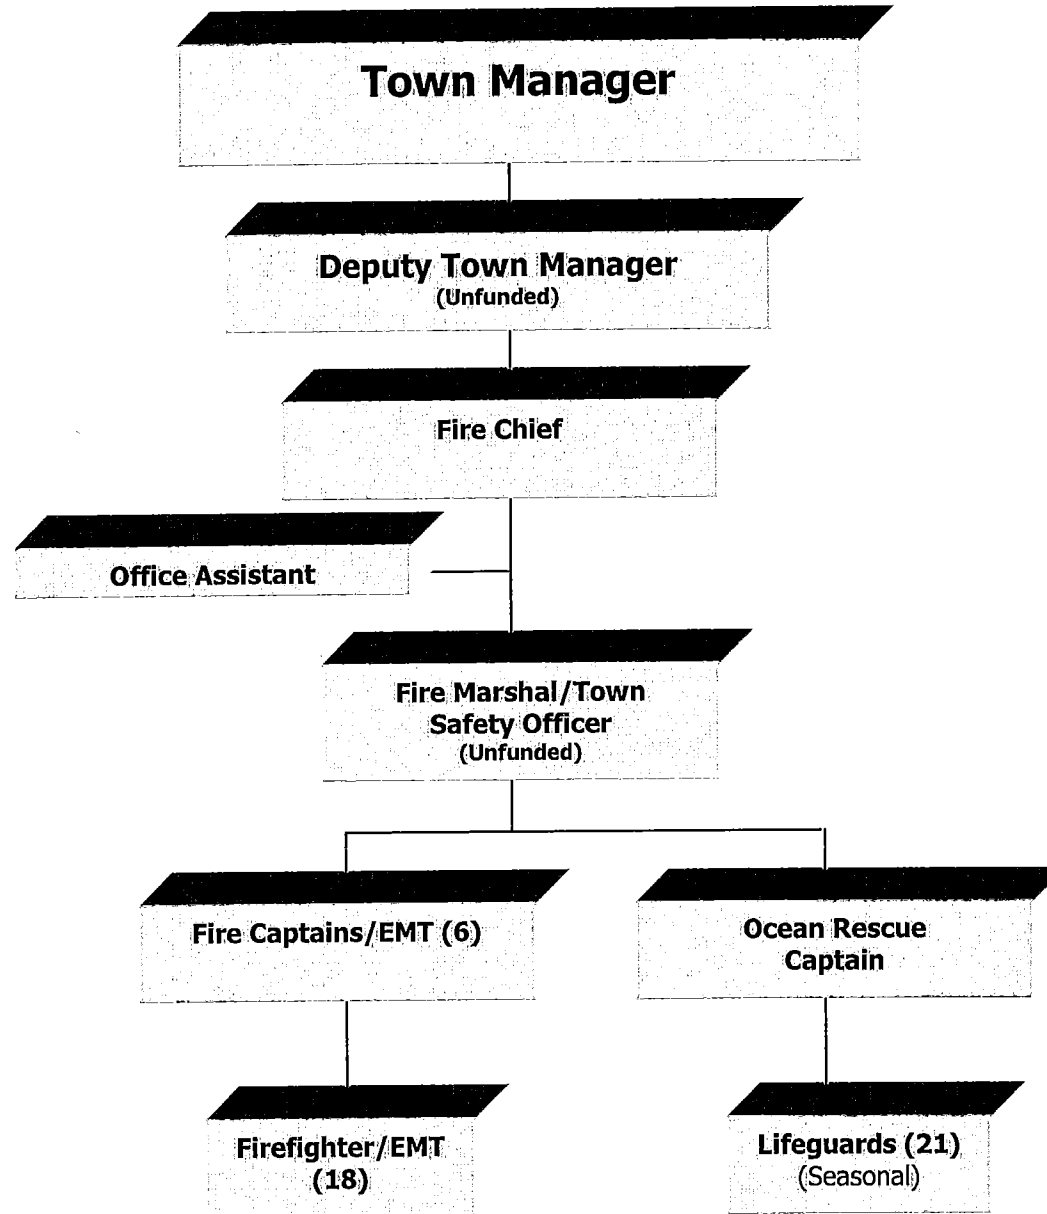 Town Manager
Deputy Town Manager
(Unfunded)
Fire Chief
Office Assistant
Fire Marshal/Town
Safety Officer
(Unfunded)
Fire Captains/EMT (6)
Ocean Rescue
Captain
Firefighter/EMT
(18)
Lifeguards (21)
(Seasonal)